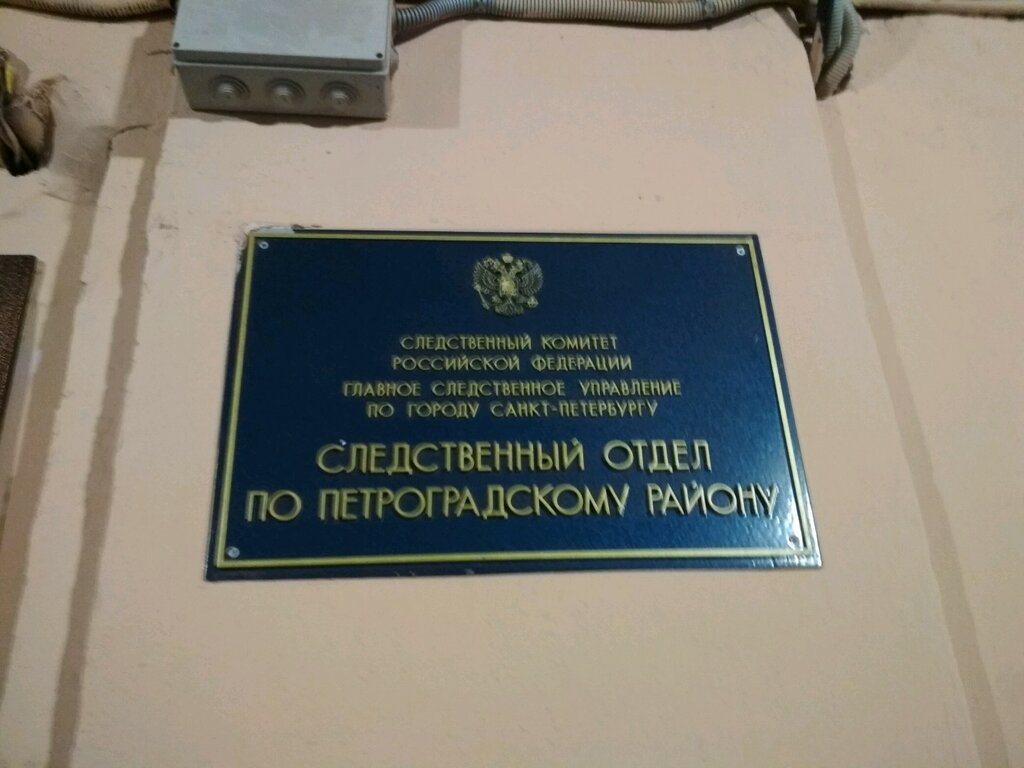 СЛЕДСТВЕННЫЙ КОМИТЕТ
РОССИЙСКОЙ ФЕДЕРАЦИИ
ГЛАВНОЕ СЛЕДСТВЕННОЕ УПРАВЛЕНИЕ
ПО ГОРОДУ САНКТ-ПЕТЕРБУРГУ
СЛЕДСТВЕННЫЙ ОТДЕЛ
ПО ПЕТРОГРАДСКОМУ РАЙОНУ